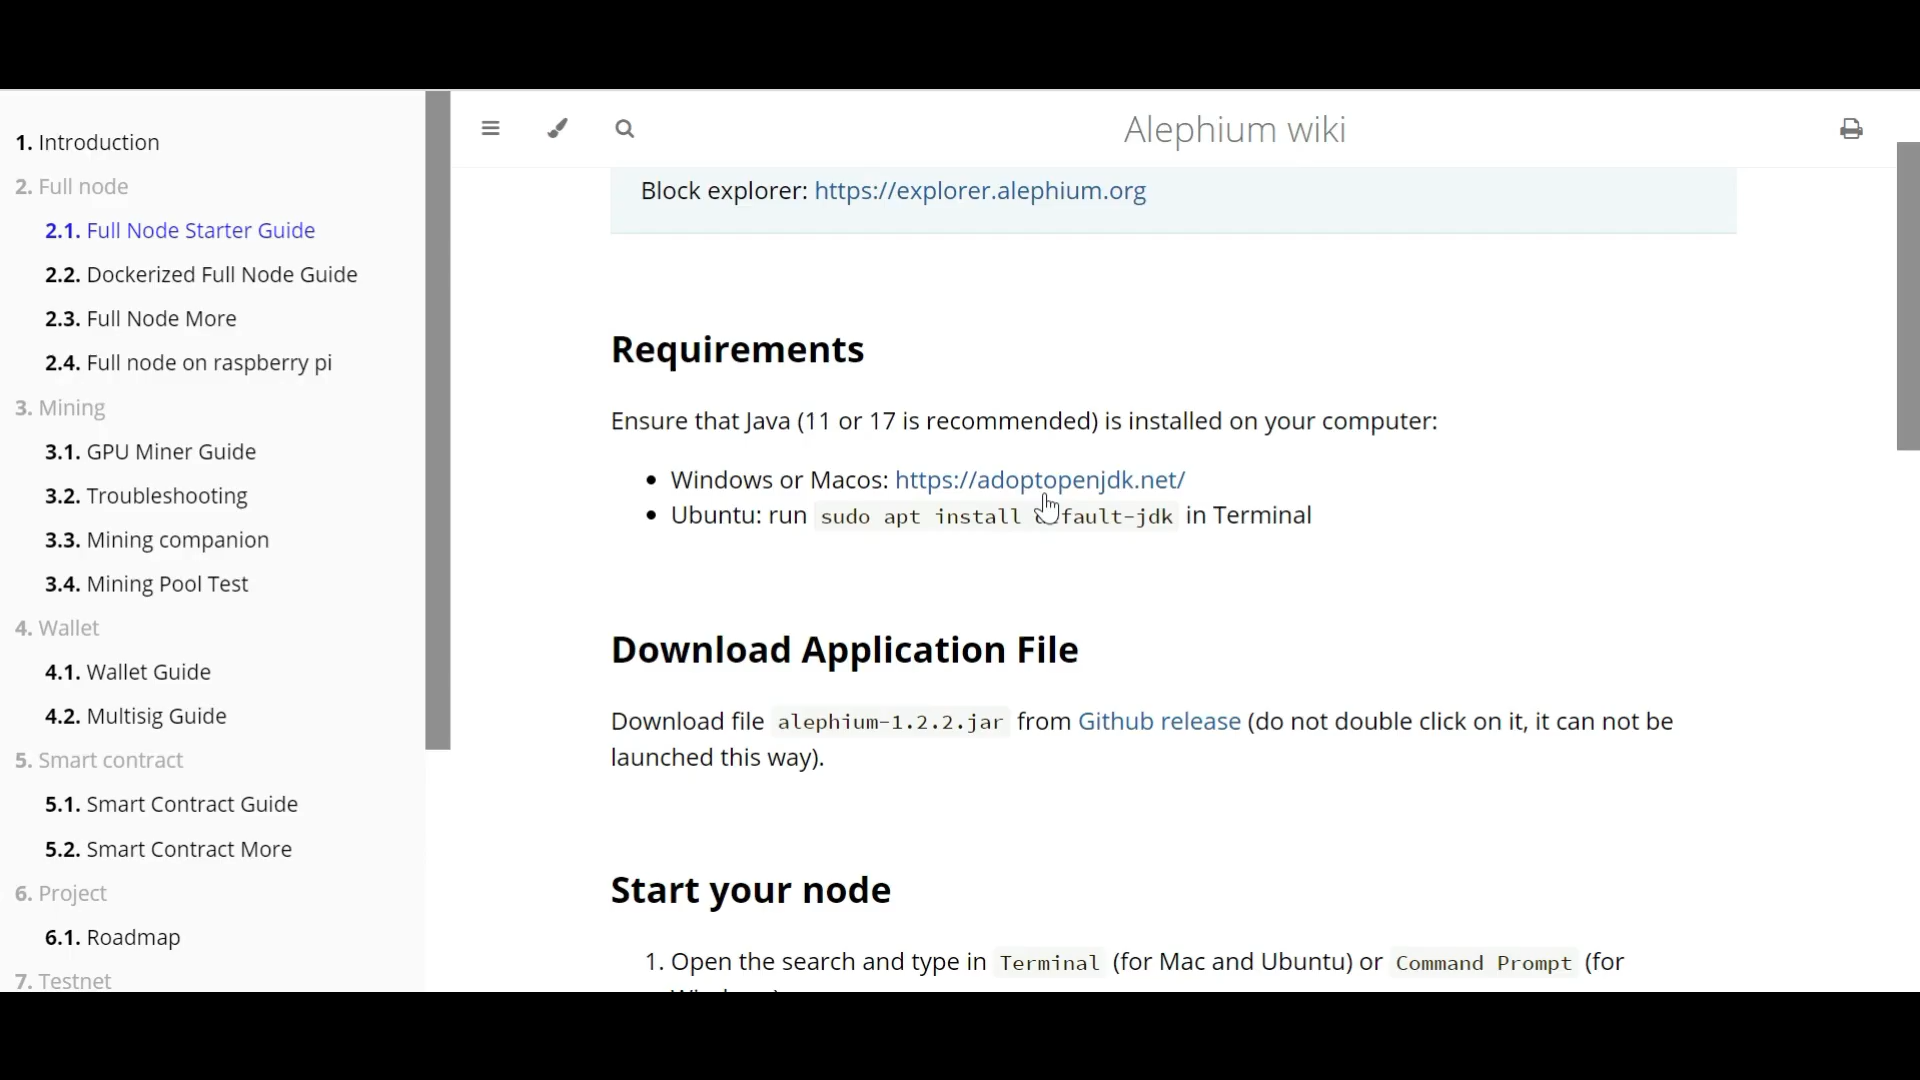 1. Introduction
2. Full node
2.1. Full Node Starter Guide
2.2. Dockerized Full Node Guide
2.3. Full Node More
2.4. Full node on raspberry pi
3. Mining
3.1. GPU Miner Guide
3.2. Troubleshooting
3.3. Mining companion
3.4. Mining Pool Test
4. Wallet
4.1. Wallet Guide
4.2. Multisig Guide
5. Smart contract
5.1. Smart Contract Guide
5.2. Smart Contract More
6. Project
6.1. Roadmap
7. Testnet
Alephium wiki
Block explorer: https://explorer.alephium.org
Requirements
Ensure that Java (11 or 17 is recommended) is installed on your computer:
• Windows or Macos: https://adoptopenjdk.net/
• Ubuntu: run sudo apt install default-jdk in Terminal
Download Application File
Download file alephium-1.2.2.jar from Github release (do not double click on it, it can not be
launched this way).
Start your node
1. Open the search and type in Terminal (for Mac and Ubuntu) or Command Prompt (for